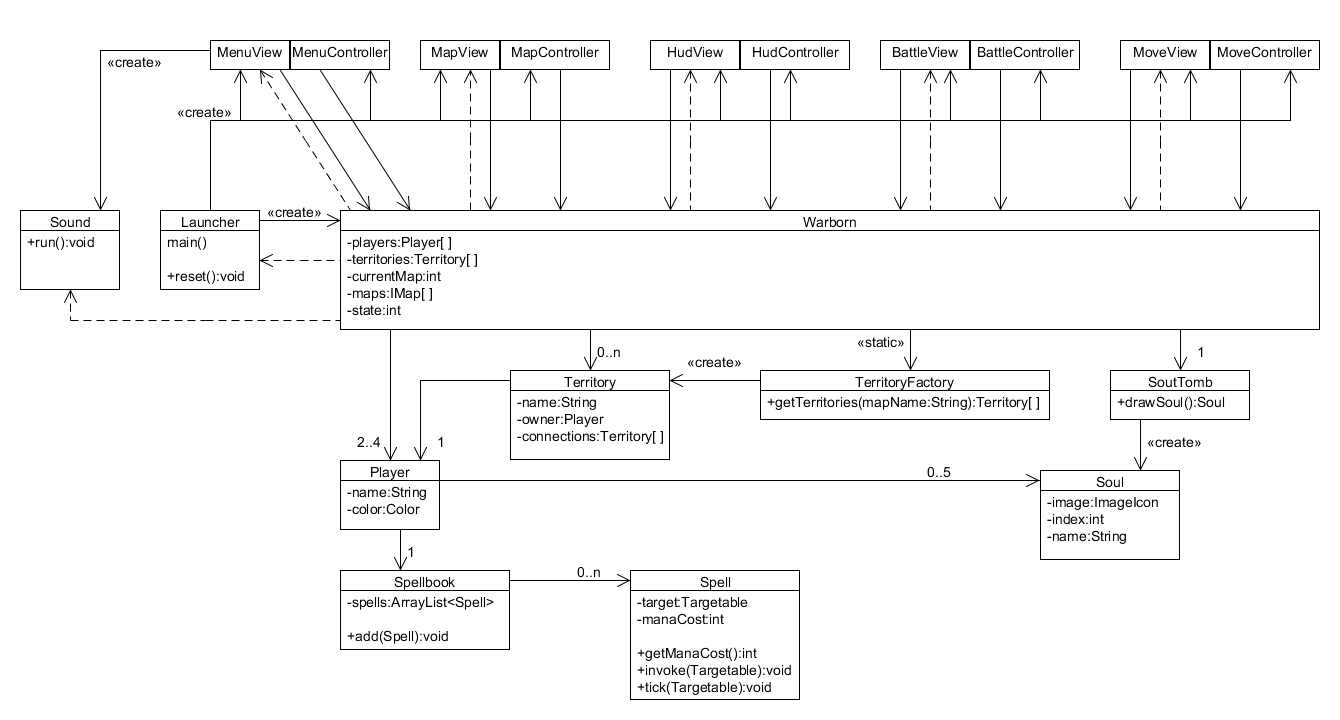 MenuView MenuController MapView MapController HudView HudController BattleView BattleController MoveView MoveController
«create»
«create»
Sound
+run():void
Launcher
main()
+reset():void
«create»
Warborn
-players:Player[ ]
-territories:Territory[ ]
-currentMap:int
-maps:IMap[ ]
-state:int
0..n
«static»
1
«create»
Territory
-name:String
-owner:Player
-connections:Territory[ ]
TerritoryFactory
+getTerritories(mapName:String):Territory[ ]
SoutTomb
+drawSoul():Soul
2..4
1
«create»
Player
-name:String
-color:Color
0..5
Soul
-image:ImageIcon
-index:int
-name:String
1
Spellbook
-spells:ArrayList<Spell>
+add(Spell):void
0..n
Spell
-target:Targetable
-manaCost:int
+getManaCost():int
+invoke(Targetable):void
+tick(Targetable):void